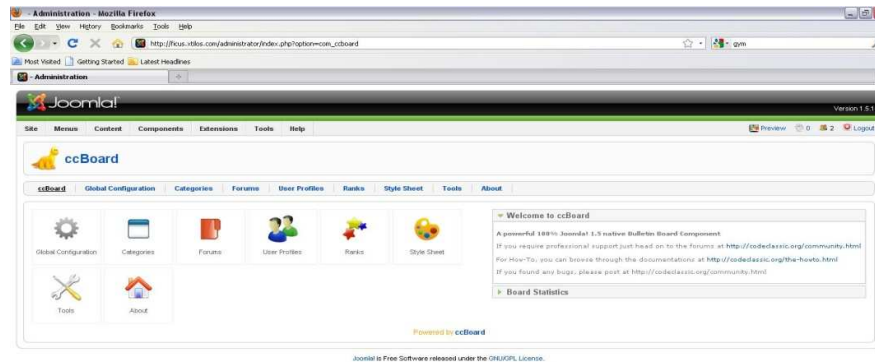 - Administration - Mozilla Firefox
File Edit View History Bookmarks Tools Help
http://ficus.vtilos.com/administrator/index.php?option=com_ccboard
gym
Most Visited Getting Started Latest Headlines
- Administration
Joomla!
Version 1.5.1
Site Menus Content Components Extensions Tools Help Preview 0 2 Logout
ccBoard
ccBoard Global Configuration Categories Forums User Profiles Ranks Style Sheet Tools About
Global Configuration Categories Forums User Profiles Ranks Style Sheet
Tools About
Welcome to ccBoard
A powerful 100% Joomla! 1.5 native Bulletin Board Component
If you require professional support just head on to the forums at http://codeclassic.org/community.html
For How-To, you can browse through the documentations at http://codeclassic.org/the-howto.html
If you found any bugs, please post at http://codeclassic.org/community.html
Board Statistics
Powered by ccBoard
Joomla! is Free Software released under the GNU/GPL License.